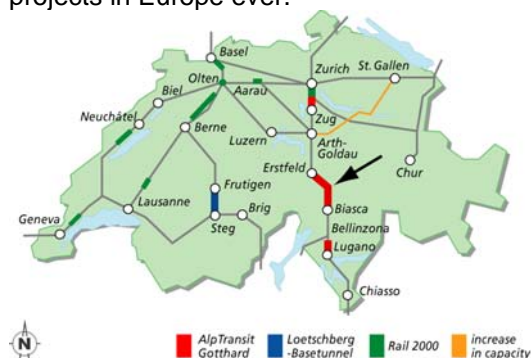 projects in Europe ever.
Basel
Zurich
St. Gallen
Olten
Aarau
Biel
Zug
Neuchâtel
Berne
Luzern
Arth-
Goldau
Erstfeld
Chur
Frutigen
Lausanne
Biasca
Brig
Geneva
Steg
Bellinzona
Lugano
Chiasso
N
AlpTransit
Gotthard
Loetschberg
-Basetunnel
Rail 2000
increase
in capacity